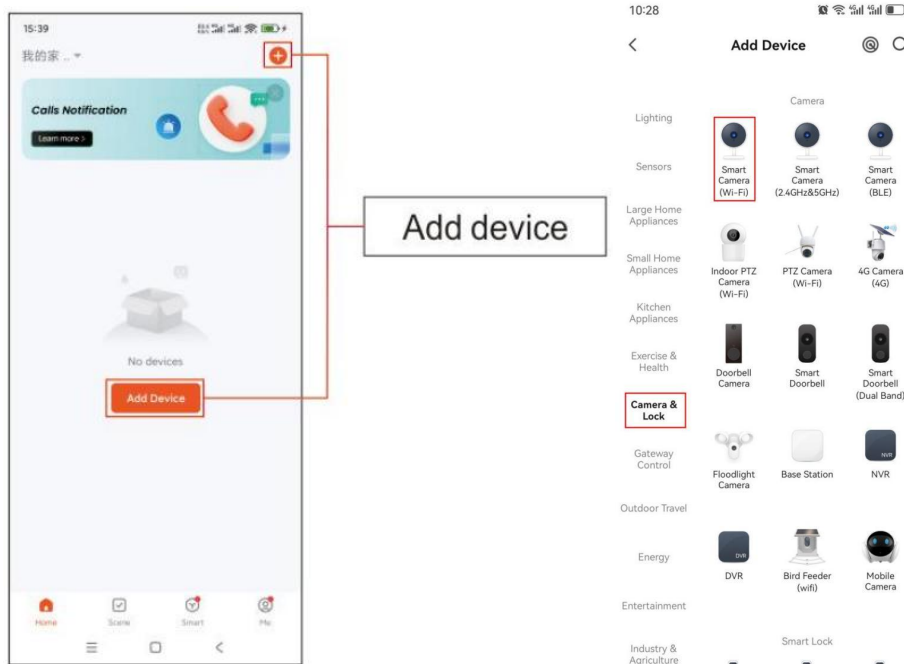 15:39
我的家 ..
Calls Notification
Learn more >
No devices
Add Device
Home
Scene
Smart
Me
Add device
10:28
Add Device
Lighting
Sensors
Large Home
Appliances
Small Home
Appliances
Kitchen
Appliances
Exercise &
Health
Camera &
Lock
Gateway
Control
Outdoor Travel
Energy
Entertainment
Industry &
Agriculture
Camera
Smart
Camera
(Wi-Fi)
Smart
Camera
(2.4GHz&5GHz)
Smart
Camera
(BLE)
Indoor PTZ
Camera
(Wi-Fi)
PTZ Camera
(Wi-Fi)
4G Camera
(4G)
Doorbell
Camera
Smart
Doorbell
Smart
Doorbell
(Dual Band)
Floodlight
Camera
Base Station
NVR
NVR
DVR
DVR
Bird Feeder
(wifi)
Mobile
Camera
Smart Lock